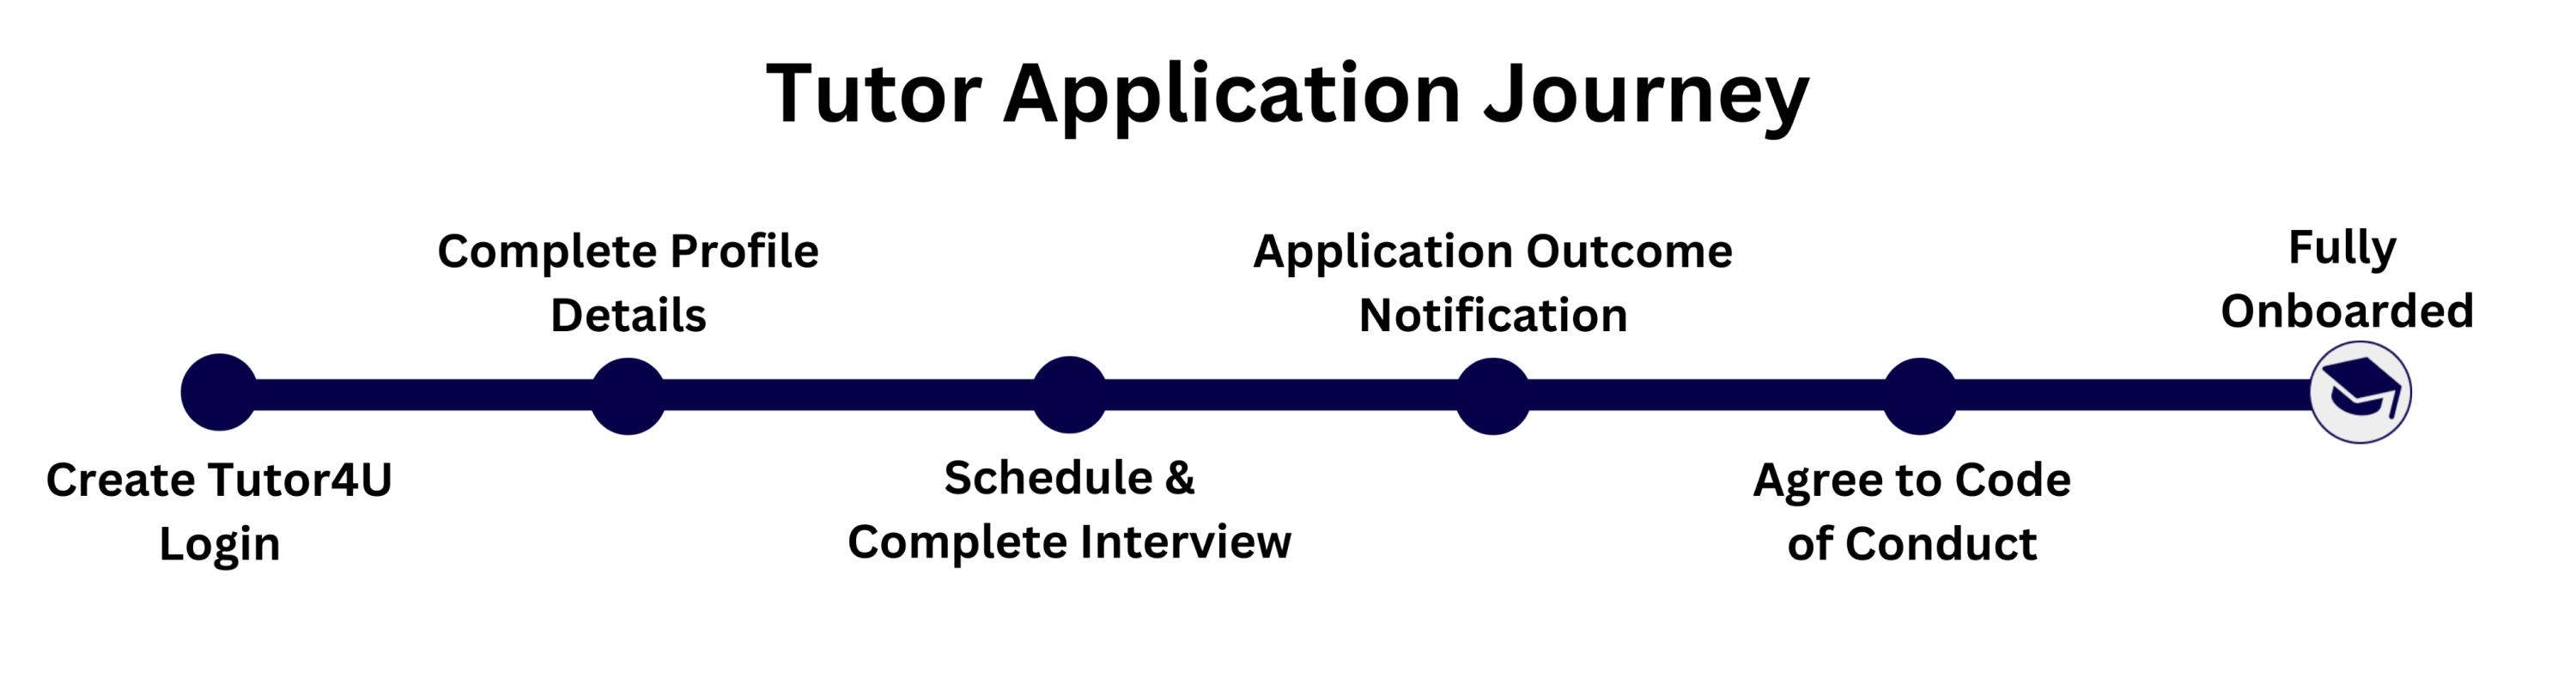 Tutor Application Journey
Create Tutor4U
Login
Complete Profile
Details
Schedule &
Complete Interview
Application Outcome
Notification
Agree to Code
of Conduct
Fully
Onboarded